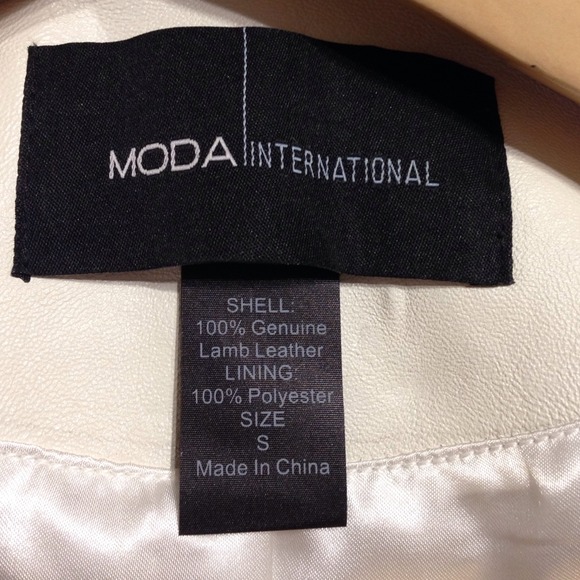 MODA INTERNATIONAL
SHELL:
100% Genuine
Lamb Leather
LINING:
100% Polyester
SIZE
S
Made In China